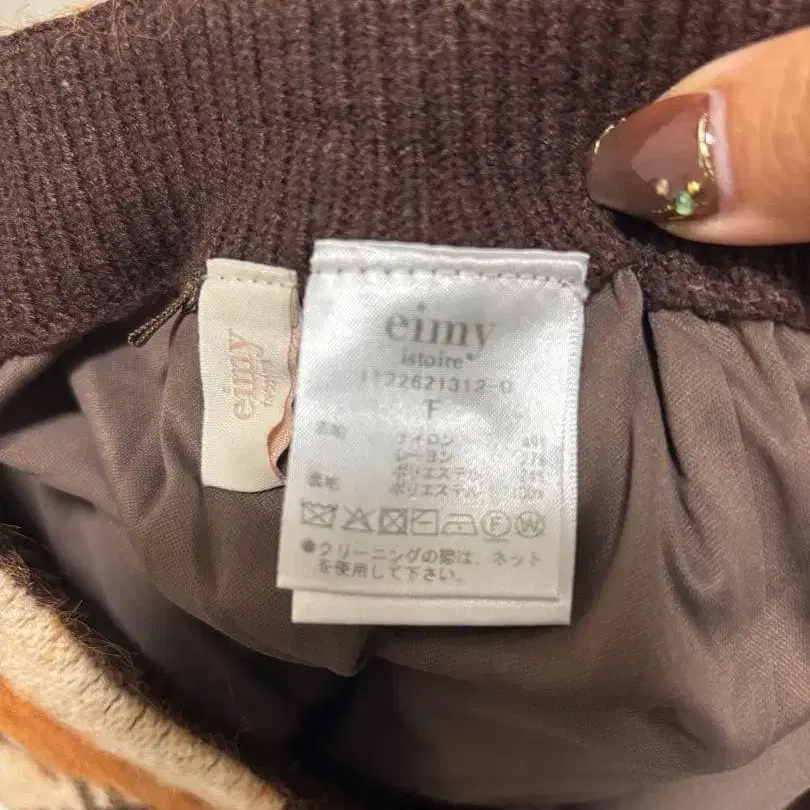 eimy
istoire
eimy
istoire*
1122621312-0
F
ナイロン
レーヨン
ポリエステル
ポリエステル 100%
F W
●クリーニングの際は、ネット
を使用して下さい。